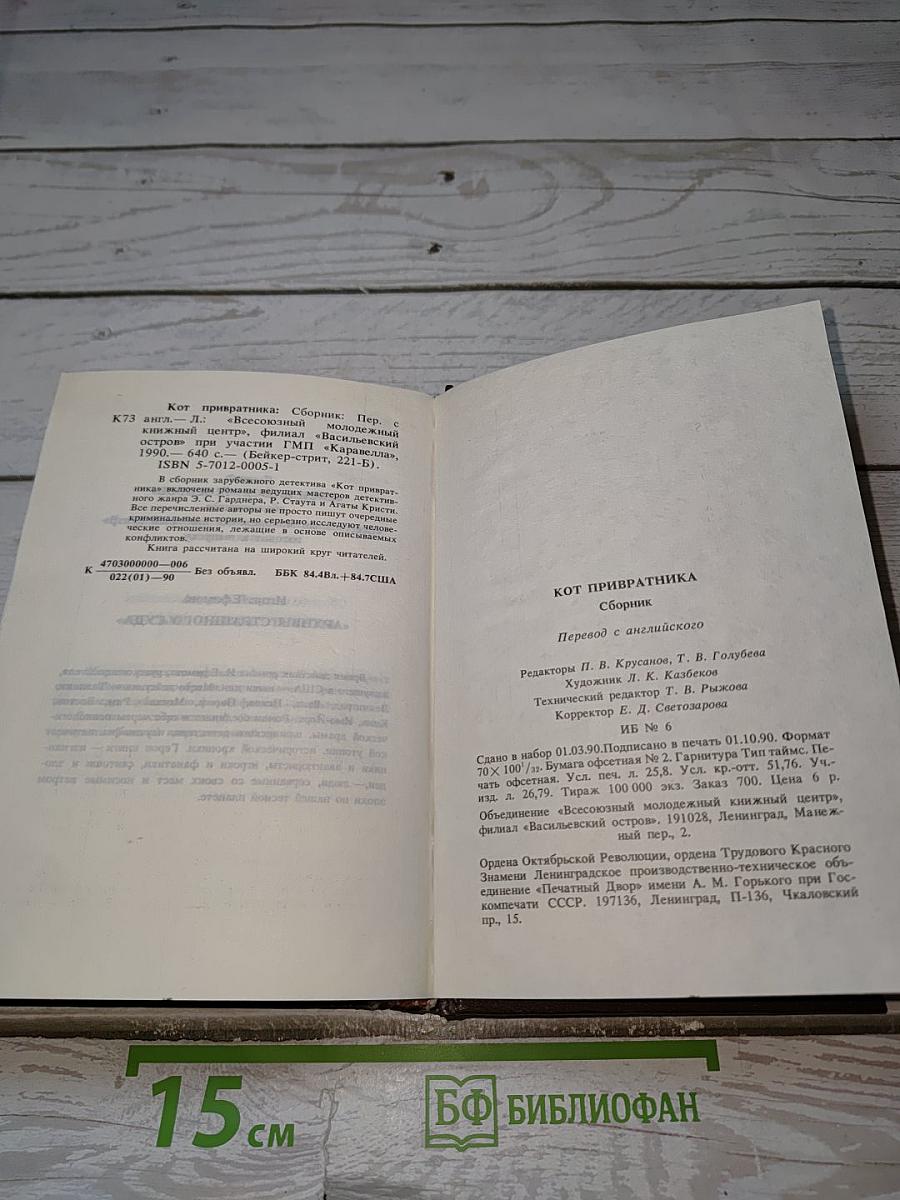 Кот привратника: Сборник: Пер. с
К73 англ.— Л.: «Всесоюзный молодежный
книжный центр», филиал «Васильевский
остров» при участии ГМП «Каравелла»,
1990.— 640 с.— (Бейкер-стрит, 221-Б).
ISBN 5-7012-0005-1
В сборник зарубежного детектива «Кот приврат-
ника» включены романы ведущих мастеров детектив-
ного жанра Э. С. Гарднера, Р. Стаута и Агаты Кристи.
Все перечисленные авторы не просто пишут очередные
криминальные истории, но серьезно исследуют челове-
ческие отношения, лежащие в основе описываемых
конфликтов.
Книга рассчитана на широкий круг читателей.
К 4703000000—006
022(01)—90 Без объявл. ББК 84.4Вл.+84.7США
КОТ ПРИВРАТНИКА
Сборник
Перевод с английского
Редакторы П. В. Крусанов, Т. В. Голубева
Художник Л. К. Казбеков
Технический редактор Т. В. Рыжова
Корректор Е. Д. Светозарова
ИБ № 6
Сдано в набор 01.03.90.Подписано в печать 01.10.90. Формат
70×100¹/₃₂. Бумага офсетная № 2. Гарнитура Тип таймс. Пе-
чать офсетная. Усл. печ. л. 25,8. Усл. кр.-отт. 51,76. Уч.-
изд. л. 26,79. Тираж 100 000 экз. Заказ 700. Цена 6 р.
Объединение «Всесоюзный молодежный книжный центр»,
филиал «Васильевский остров». 191028, Ленинград, Манеж-
ный пер., 2.
Ордена Октябрьской Революции, ордена Трудового Красного
Знамени Ленинградское производственно-техническое объ-
единение «Печатный Двор» имени А. М. Горького при Гос-
компечати СССР. 197136, Ленинград, П-136, Чкаловский
пр., 15.
15 см
БФ БИБЛИОФАН